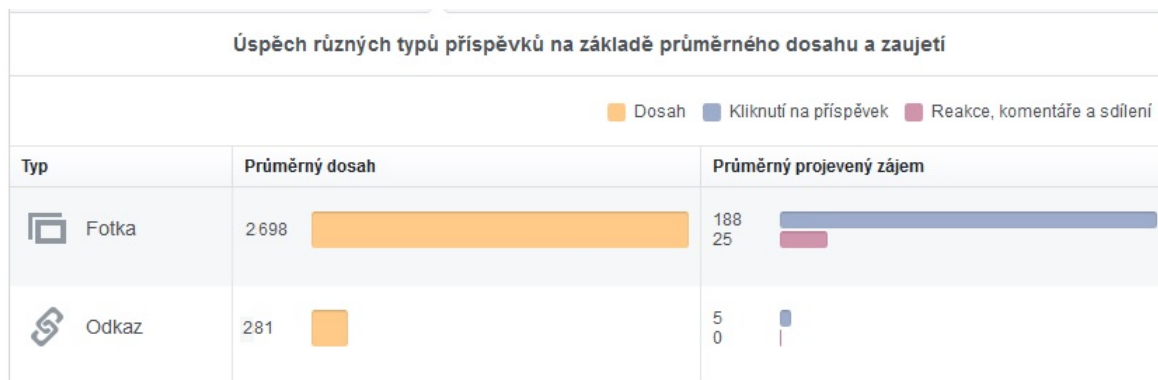 Úspěch různých typů příspěvků na základě průměrného dosahu a zaujetí
Dosah Kliknutí na příspěvek Reakce, komentáře a sdílení
Typ Průměrný dosah Průměrný projevený zájem
Fotka 2 698 188
25
Odkaz 281 5
0